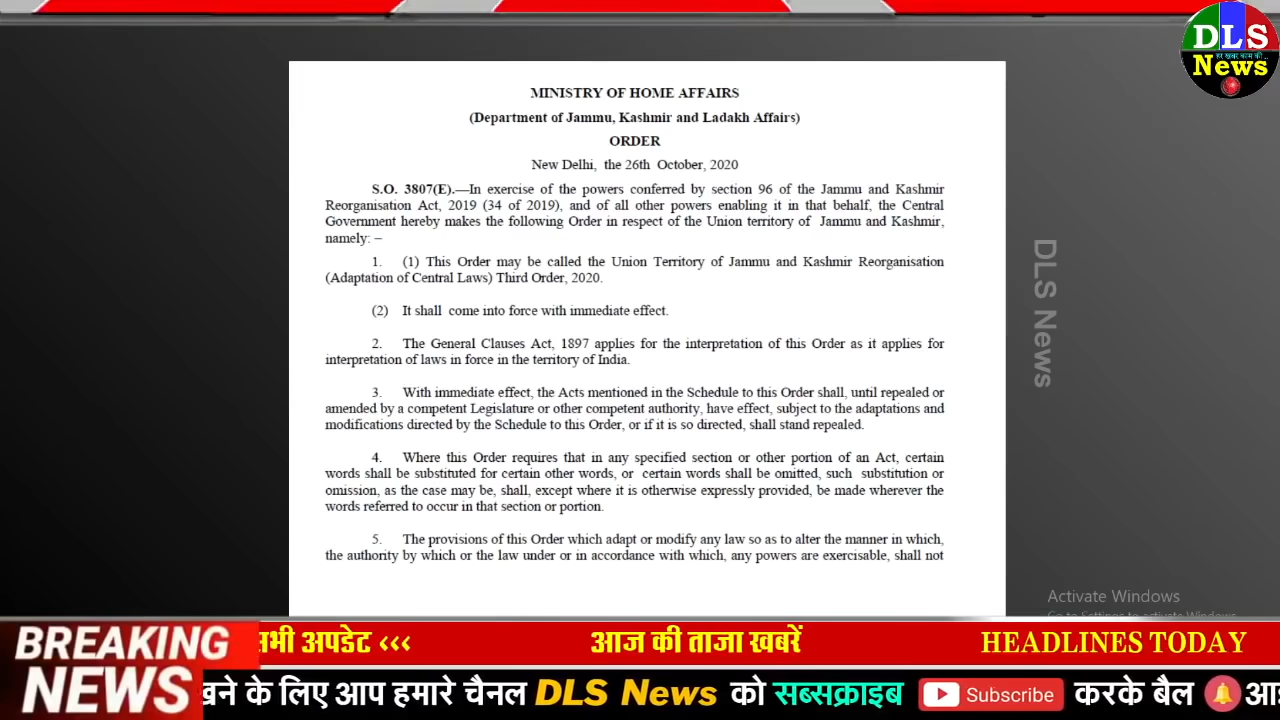 DLS
हर खबर काम की..
News
MINISTRY OF HOME AFFAIRS
(Department of Jammu, Kashmir and Ladakh Affairs)
ORDER
New Delhi, the 26th October, 2020
S.O. 3807(E).—In exercise of the powers conferred by section 96 of the Jammu and Kashmir
Reorganisation Act, 2019 (34 of 2019), and of all other powers enabling it in that behalf, the Central
Government hereby makes the following Order in respect of the Union territory of Jammu and Kashmir,
namely: –
1. (1) This Order may be called the Union Territory of Jammu and Kashmir Reorganisation
(Adaptation of Central Laws) Third Order, 2020.
(2) It shall come into force with immediate effect.
2. The General Clauses Act, 1897 applies for the interpretation of this Order as it applies for
interpretation of laws in force in the territory of India.
3. With immediate effect, the Acts mentioned in the Schedule to this Order shall, until repealed or
amended by a competent Legislature or other competent authority, have effect, subject to the adaptations and
modifications directed by the Schedule to this Order, or if it is so directed, shall stand repealed.
4. Where this Order requires that in any specified section or other portion of an Act, certain
words shall be substituted for certain other words, or certain words shall be omitted, such substitution or
omission, as the case may be, shall, except where it is otherwise expressly provided, be made wherever the
words referred to occur in that section or portion.
5. The provisions of this Order which adapt or modify any law so as to alter the manner in which,
the authority by which or the law under or in accordance with which, any powers are exercisable, shall not
DLS News
Activate Windows
Go to Settings to activate Windows.
BREAKING
NEWS
अपडेट <<< आज की ताजा खबरें HEADLINES TODAY
के लिए आप हमारे चैनल DLS News को सब्सक्राइब Subscribe करके बैल